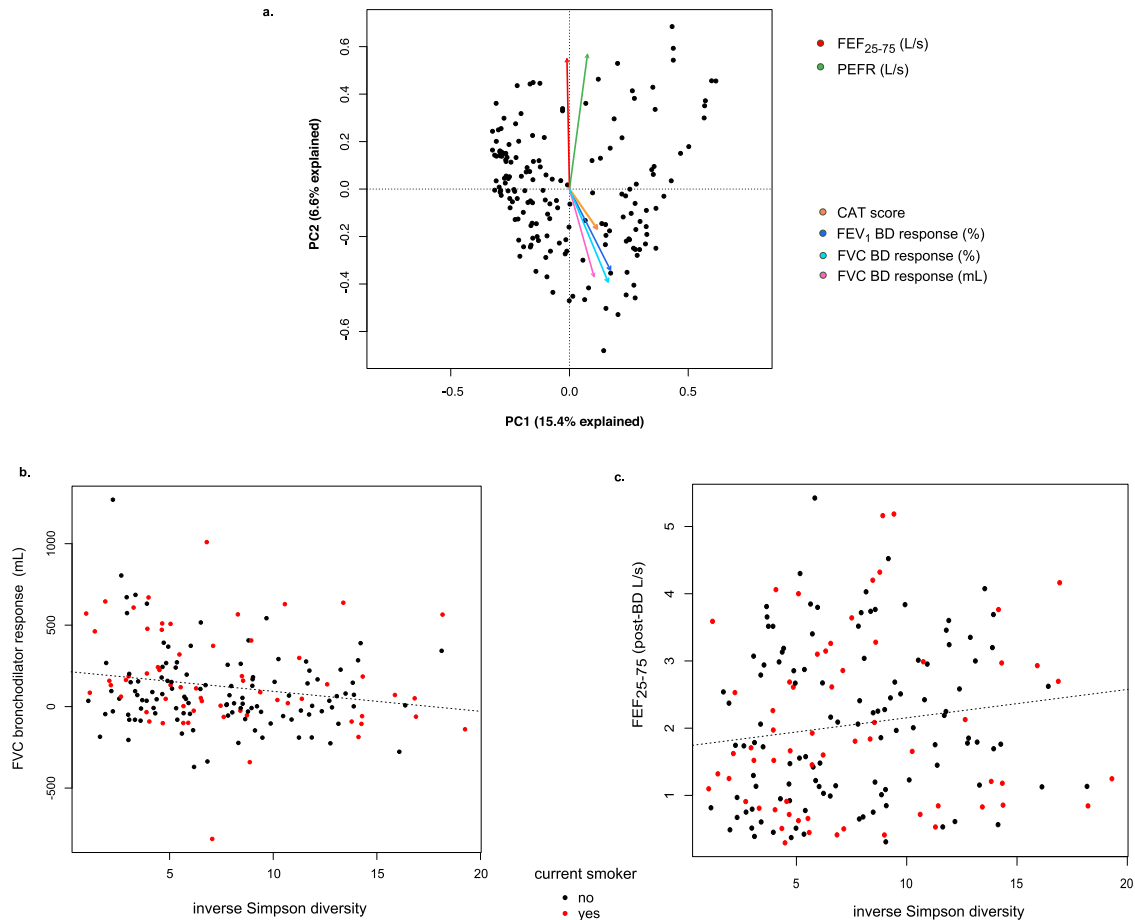 a.
PC2 (6.6% explained)
0.6
0.4
0.2
0.0
−0.2
−0.4
−0.6
−0.5
0.0
0.5
PC1 (15.4% explained)
FEF25-75 (L/s)
PEFR (L/s)
CAT score
FEV1 BD response (%)
FVC BD response (%)
FVC BD response (mL)
b.
FVC bronchodilator response (mL)
1000
500
0
-500
5
10
15
20
inverse Simpson diversity
current smoker
no
yes
c.
FEF25-75 (post-BD L/s)
5
4
3
2
1
5
10
15
20
inverse Simpson diversity